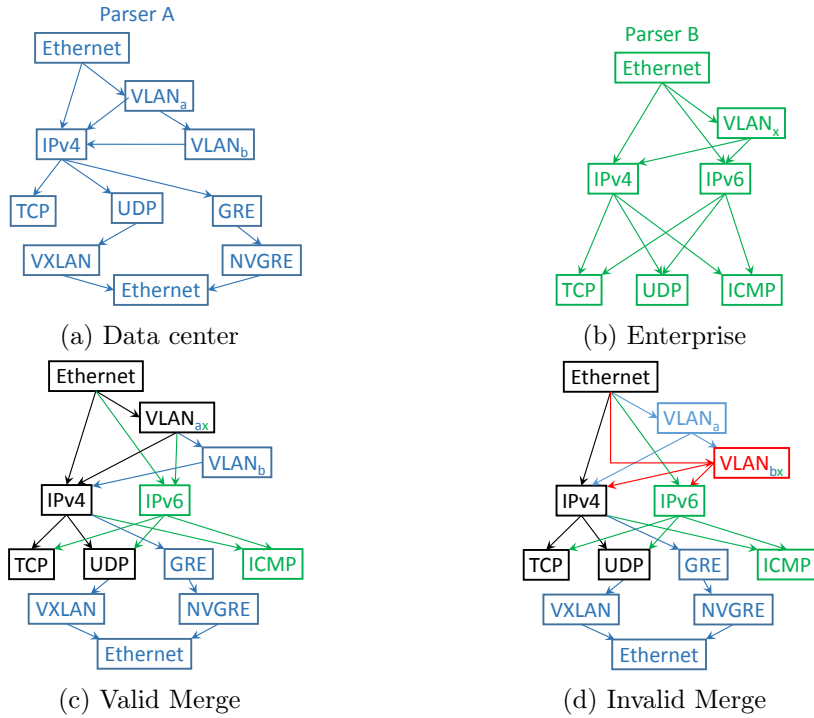 Parser A
Ethernet
VLANa
IPv4
VLANb
TCP
UDP
GRE
VXLAN
NVGRE
Ethernet
(a) Data center
Parser B
Ethernet
VLANx
IPv4
IPv6
TCP
UDP
ICMP
(b) Enterprise
Ethernet
VLANax
VLANb
IPv4
IPv6
TCP
UDP
GRE
ICMP
VXLAN
NVGRE
Ethernet
(c) Valid Merge
Ethernet
VLANa
VLANbx
IPv4
IPv6
TCP
UDP
GRE
ICMP
VXLAN
NVGRE
Ethernet
(d) Invalid Merge